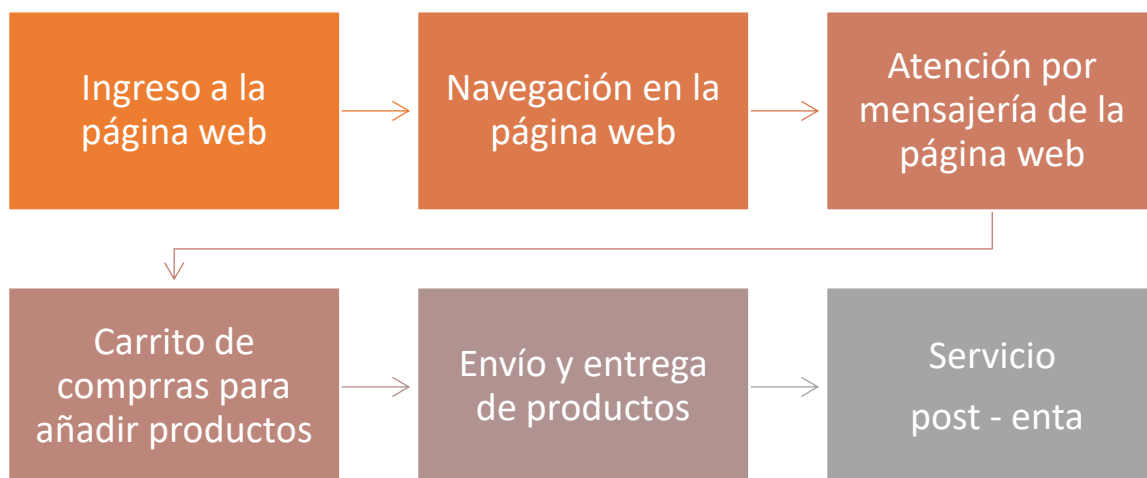 Ingreso a la
página web
Navegación en la
página web
Atención por
mensajería de la
página web
Carrito de
comprras para
añadir productos
Envío y entrega
de productos
Servicio
post - enta